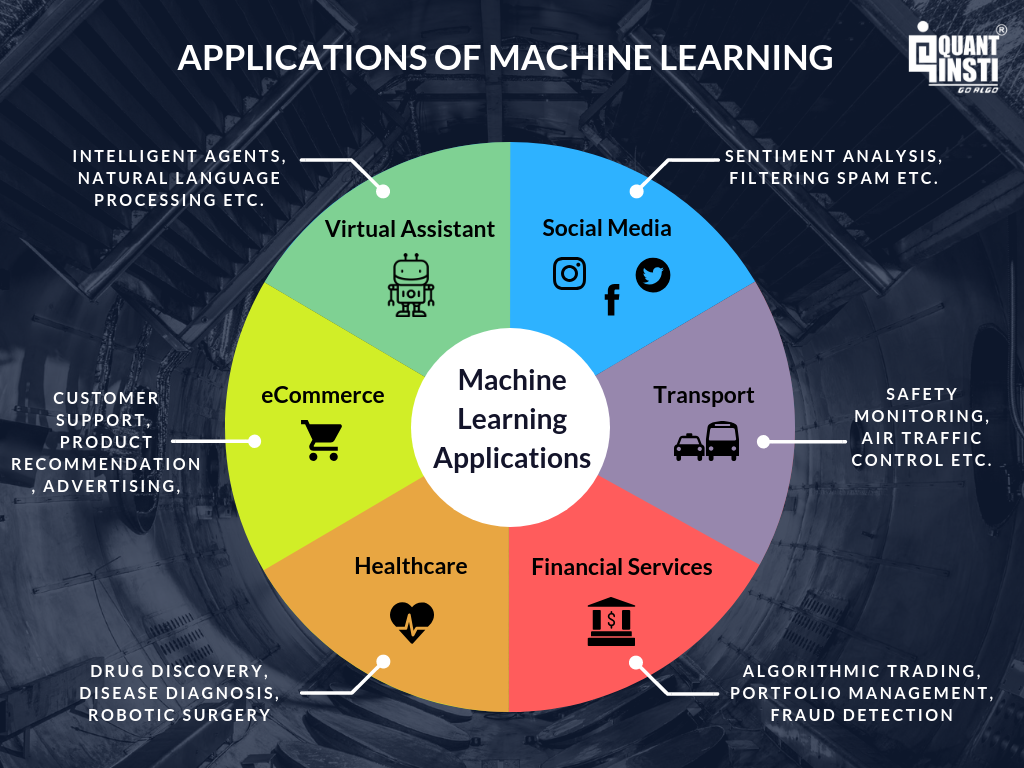 APPLICATIONS OF MACHINE LEARNING
QUANT
INSTI
®
GO ALGO
INTELLIGENT AGENTS,
NATURAL LANGUAGE
PROCESSING ETC.
SENTIMENT ANALYSIS,
FILTERING SPAM ETC.
Virtual Assistant
Social Media
eCommerce
CUSTOMER
SUPPORT,
PRODUCT
RECOMMENDATION
, ADVERTISING,
Machine
Learning
Applications
Transport
SAFETY
MONITORING,
AIR TRAFFIC
CONTROL ETC.
Healthcare
Financial Services
$
DRUG DISCOVERY,
DISEASE DIAGNOSIS,
ROBOTIC SURGERY
ALGORITHMIC TRADING,
PORTFOLIO MANAGEMENT,
FRAUD DETECTION